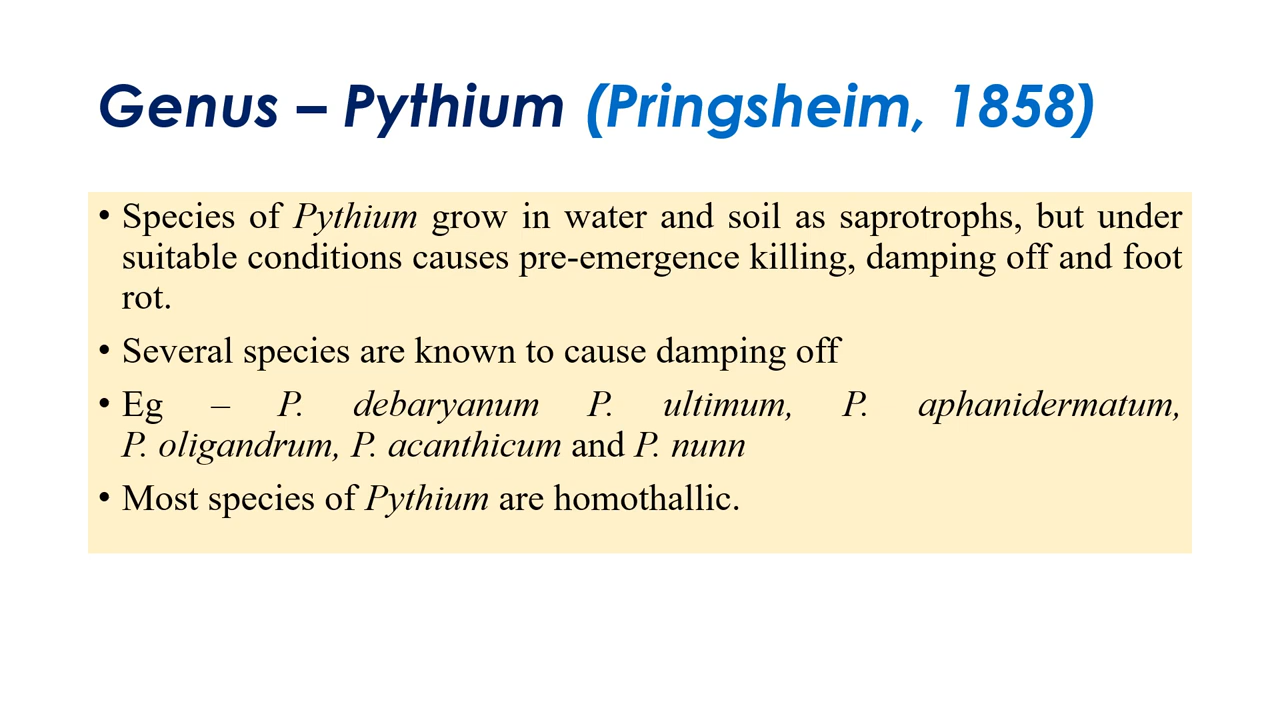 Genus – Pythium (Pringsheim, 1858)
• Species of Pythium grow in water and soil as saprotrophs, but under
suitable conditions causes pre-emergence killing, damping off and foot
rot.
• Several species are known to cause damping off
• Eg – P. debaryanum P. ultimum, P. aphanidermatum,
P. oligandrum, P. acanthicum and P. nunn
• Most species of Pythium are homothallic.